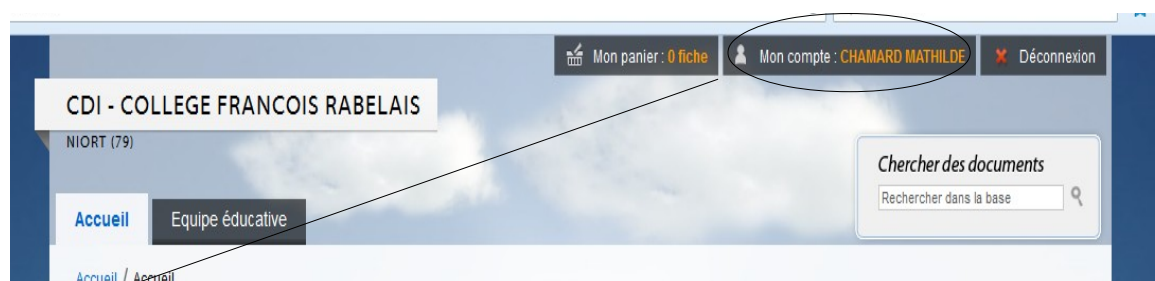 Mon panier : 0 fiche Mon compte : CHAMARD MATHILDE Déconnexion
CDI - COLLEGE FRANCOIS RABELAIS
NIORT (79)
Chercher des documents
Rechercher dans la base
Accueil Equipe éducative
Accueil / Accueil